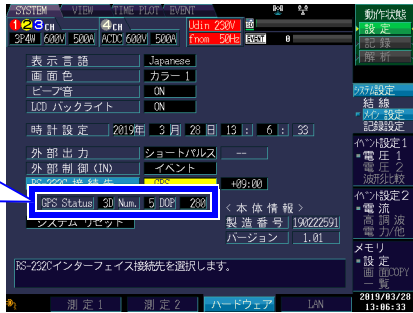 SYSTEM VIEW TIME PLOT EVENT
動作状態
123CH 4CH Udin 230V
3P4W 600V 500A ACDC 600V 500A fnom 50Hz EVENT 0
設 定
記 録
解 析
表 示 言 語 Japanese
画 面 色 カラー 1
ビープ音 ON
LCD バックライト ON
時 計 設 定 2019年 3 月 28 日 13 : 6 : 33
外 部 出 力 ショートパルス --
外 部 制 御 (IN) イベント
RS-232C 接 続 先 GPS +09:00
GPS Status 3D Num. 5 DOP 280
システム リセット
< 本 体 情 報 >
製 造 番 号 190222591
バージョン 1.01
RS-232Cインターフェイス接続先を選択します。
システム設定
結 線
メイン 設定
記録設定
イベント設定1
電 圧 1
電 圧 2
波形比較
イベント設定2
電 流
高 調 波
電 力/他
メモリ
設 定
画 面COPY
一 覧
測 定 1 測 定 2 ハードウェア LAN
2019/03/28
13:06:33